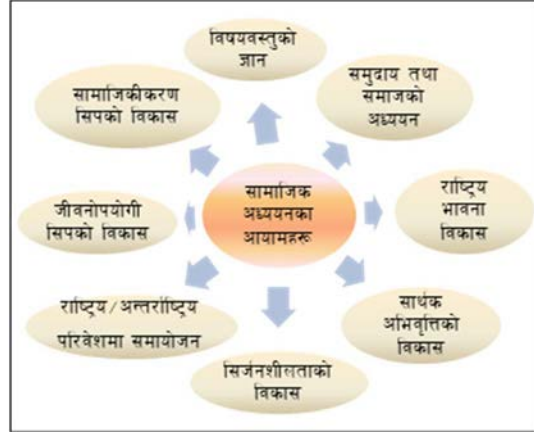 विषयवस्तुको
ज्ञान
समुदाय तथा
समाजको
अध्ययन
राष्ट्रिय
भावना
विकास
सार्थक
अभिवृत्तिको
विकास
सिर्जनशीलताको
विकास
राष्ट्रिय/अन्तर्राष्ट्रिय
परिवेशमा समायोजन
जीवनोपयोगी
सिपको विकास
सामाजिकीकरण
सिपको विकास
सामाजिक
अध्ययनका
आयामहरू